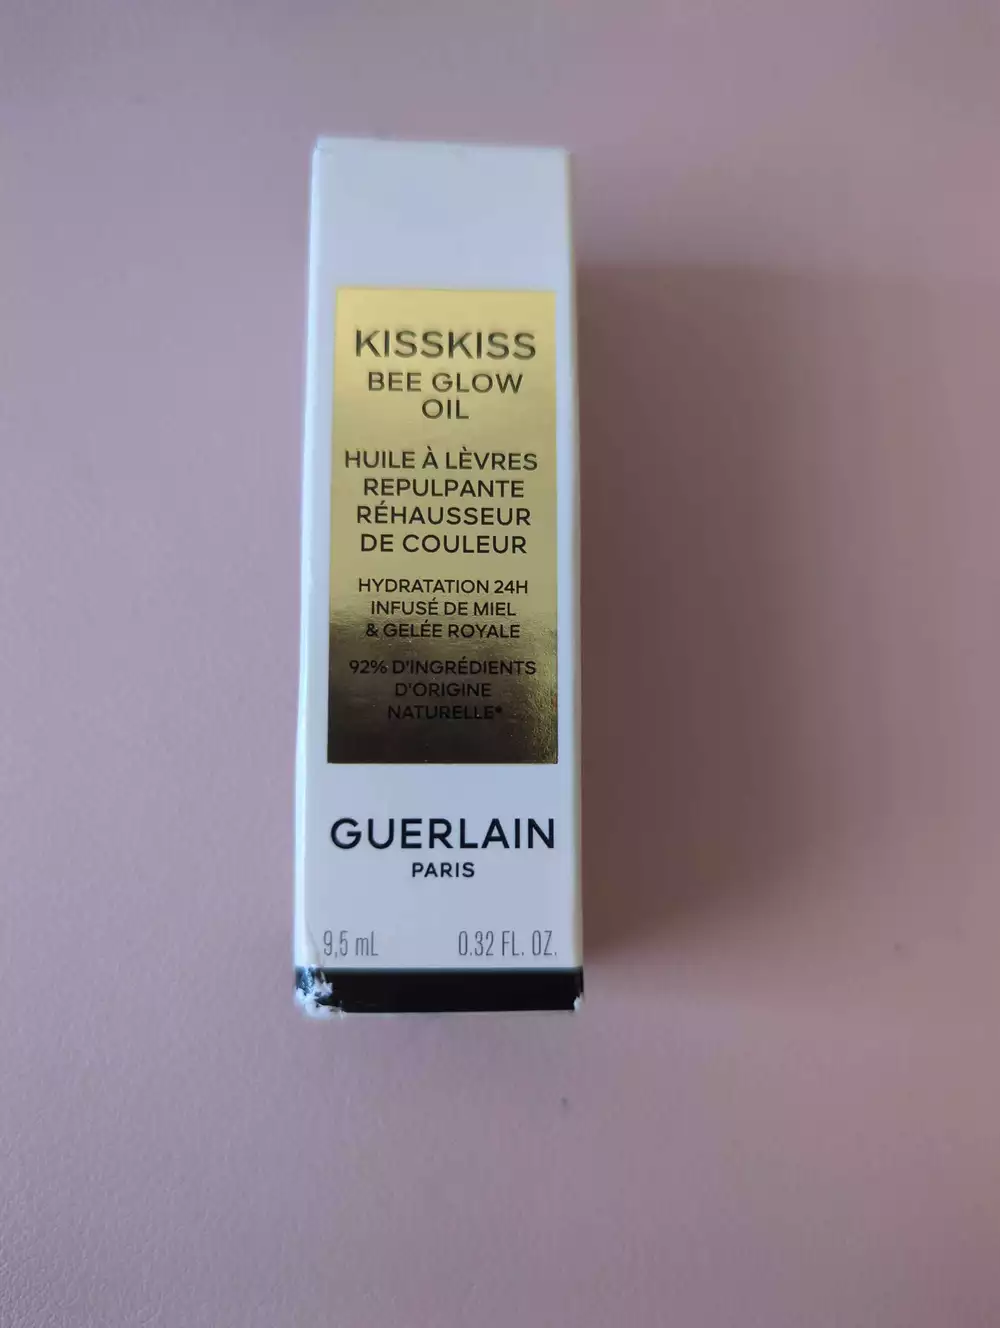 KISSKISS
BEE GLOW
OIL
HUILE À LÈVRES
REPULPANTE
RÉHAUSSEUR
DE COULEUR
HYDRATATION 24H
INFUSÉ DE MIEL
& GELÉE ROYALE
92% D'INGRÉDIENTS
D'ORIGINE
NATURELLE*
GUERLAIN
PARIS
9,5 mL 0.32 FL. OZ.